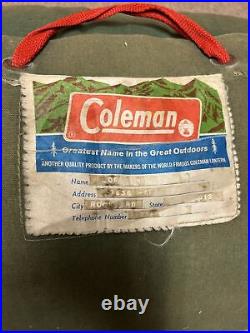 Coleman
Greatest Name in the Great Outdoors
ANOTHER QUALITY PRODUCT BY THE MAKERS OF THE WORLD FAMOUS COLEMAN LANTERN
Name
Address
City State
Telephone Number